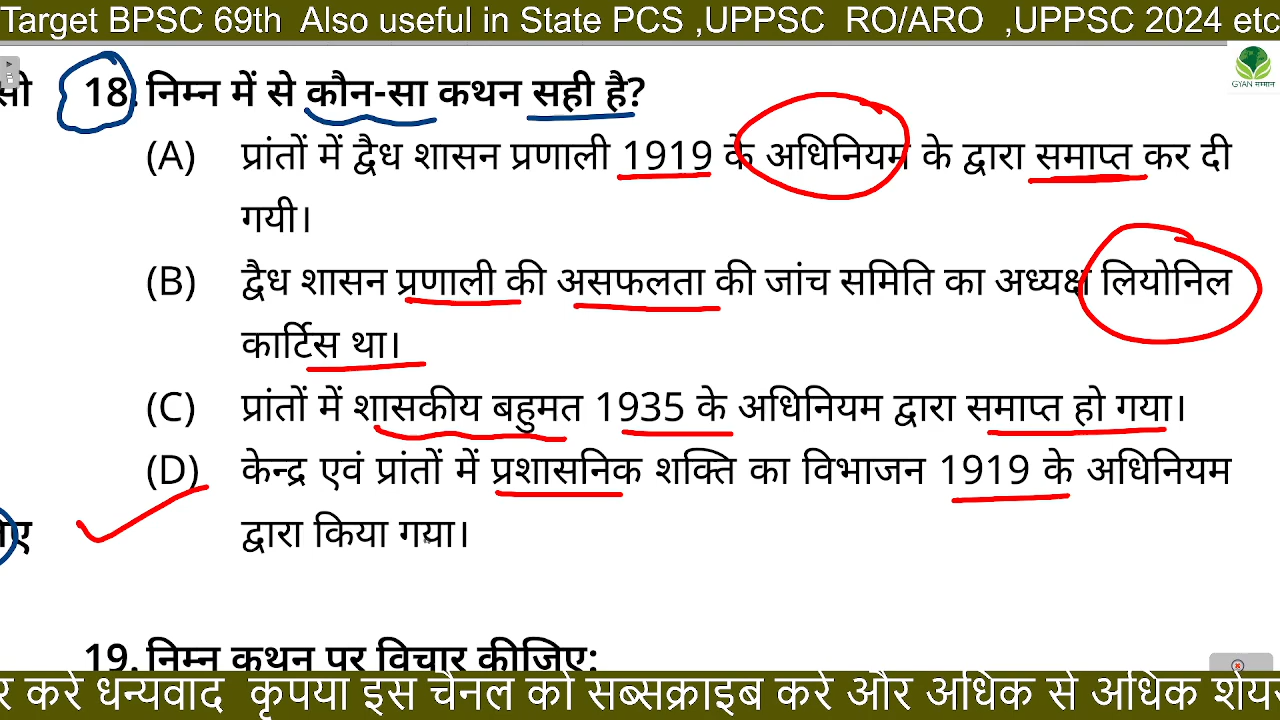 Target BPSC 69th Also useful in State PCS ,UPPSC RO/ARO ,UPPSC 2024 etc
GYAN सम्मान
18. निम्न में से कौन-सा कथन सही है?
(A) प्रांतों में द्वैध शासन प्रणाली 1919 के अधिनियम के द्वारा समाप्त कर दी
गयी।
(B) द्वैध शासन प्रणाली की असफलता की जांच समिति का अध्यक्ष लियोनिल
कार्टिस था।
(C) प्रांतों में शासकीय बहुमत 1935 के अधिनियम द्वारा समाप्त हो गया।
(D) केन्द्र एवं प्रांतों में प्रशासनिक शक्ति का विभाजन 1919 के अधिनियम
द्वारा किया गया।
19. निम्न कथन पर विचार कीजिए:
र करे धन्यवाद कृपया इस चैनल को सब्सक्राइब करे और अधिक से अधिक शेयर